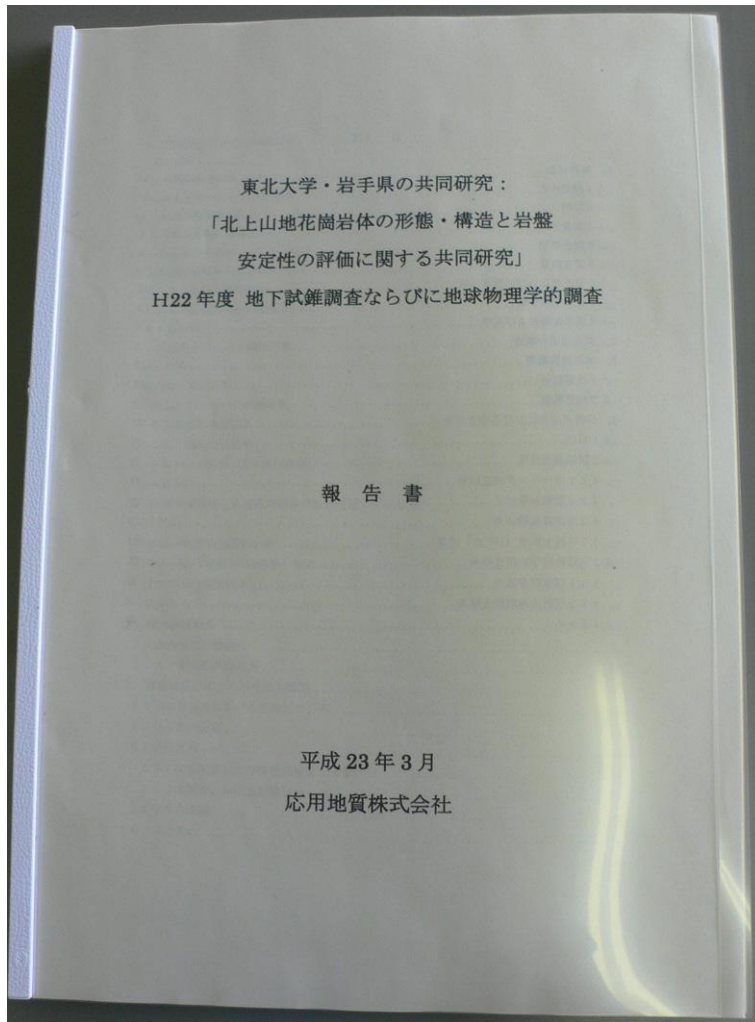 東北大学・岩手県の共同研究：
「北上山地花崗岩体の形態・構造と岩盤
安定性の評価に関する共同研究」
H22年度 地下試錐調査ならびに地球物理学的調査
報 告 書
平成 23 年 3 月
応用地質株式会社